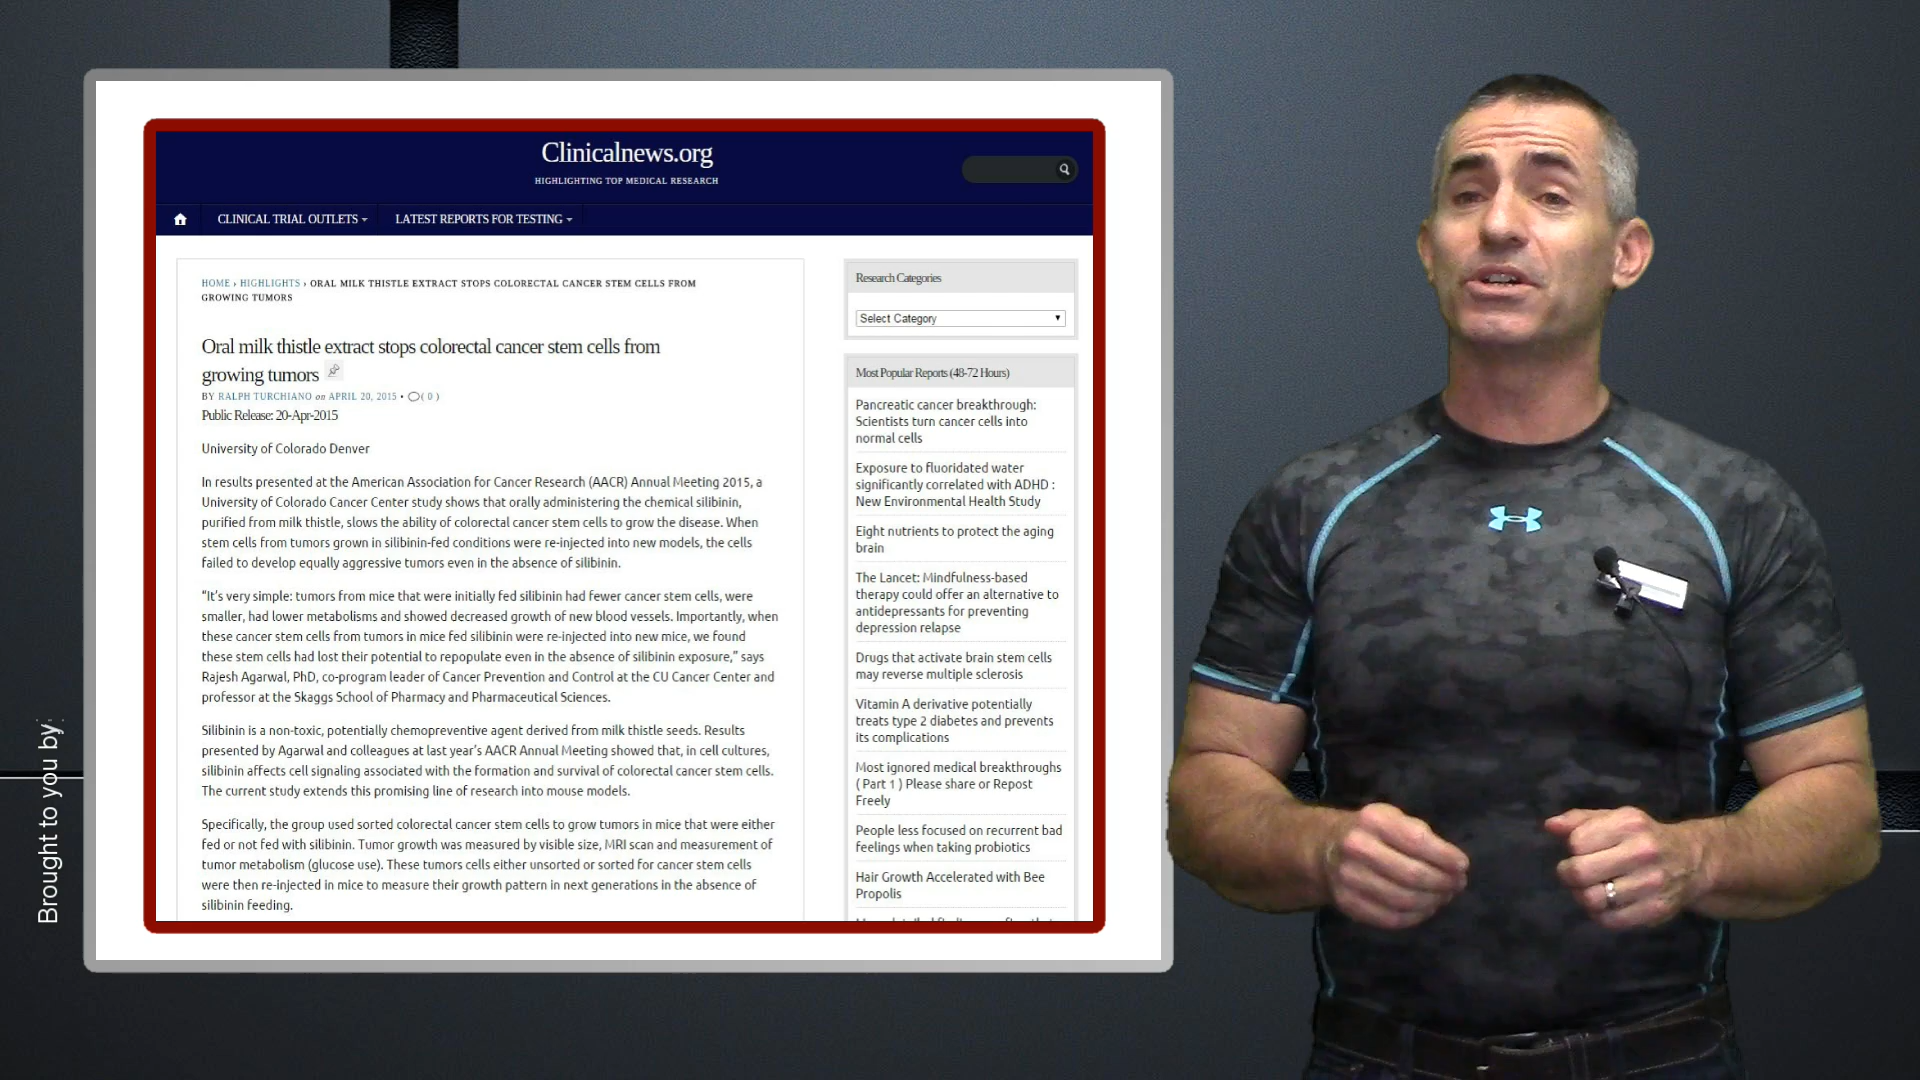 Clinicalnews.org
HIGHLIGHTING TOP MEDICAL RESEARCH
CLINICAL TRIAL OUTLETS
LATEST REPORTS FOR TESTING
HOME › HIGHLIGHTS › ORAL MILK THISTLE EXTRACT STOPS COLORECTAL CANCER STEM CELLS FROM
GROWING TUMORS
Oral milk thistle extract stops colorectal cancer stem cells from
growing tumors
BY RALPH TURCHIANO on APRIL 20, 2015 • ( 0 )
Public Release: 20-Apr-2015
University of Colorado Denver
In results presented at the American Association for Cancer Research (AACR) Annual Meeting 2015, a
University of Colorado Cancer Center study shows that orally administering the chemical silibinin,
purified from milk thistle, slows the ability of colorectal cancer stem cells to grow the disease. When
stem cells from tumors grown in silibinin-fed conditions were re-injected into new models, the cells
failed to develop equally aggressive tumors even in the absence of silibinin.
“It’s very simple: tumors from mice that were initially fed silibinin had fewer cancer stem cells, were
smaller, had lower metabolisms and showed decreased growth of new blood vessels. Importantly, when
these cancer stem cells from tumors in mice fed silibinin were re-injected into new mice, we found
these stem cells had lost their potential to repopulate even in the absence of silibinin exposure,” says
Rajesh Agarwal, PhD, co-program leader of Cancer Prevention and Control at the CU Cancer Center and
professor at the Skaggs School of Pharmacy and Pharmaceutical Sciences.
Silibinin is a non-toxic, potentially chemopreventive agent derived from milk thistle seeds. Results
presented by Agarwal and colleagues at last year’s AACR Annual Meeting showed that, in cell cultures,
silibinin affects cell signaling associated with the formation and survival of colorectal cancer stem cells.
The current study extends this promising line of research into mouse models.
Specifically, the group used sorted colorectal cancer stem cells to grow tumors in mice that were either
fed or not fed with silibinin. Tumor growth was measured by visible size, MRI scan and measurement of
tumor metabolism (glucose use). These tumors cells either unsorted or sorted for cancer stem cells
were then re-injected in mice to measure their growth pattern in next generations in the absence of
silibinin feeding.
Research Categories
Select Category
Most Popular Reports (48-72 Hours)
Pancreatic cancer breakthrough:
Scientists turn cancer cells into
normal cells
Exposure to fluoridated water
significantly correlated with ADHD :
New Environmental Health Study
Eight nutrients to protect the aging
brain
The Lancet: Mindfulness-based
therapy could offer an alternative to
antidepressants for preventing
depression relapse
Drugs that activate brain stem cells
may reverse multiple sclerosis
Vitamin A derivative potentially
treats type 2 diabetes and prevents
its complications
Most ignored medical breakthroughs
( Part 1 ) Please share or Repost
Freely
People less focused on recurrent bad
feelings when taking probiotics
Hair Growth Accelerated with Bee
Propolis
Brought to you by: